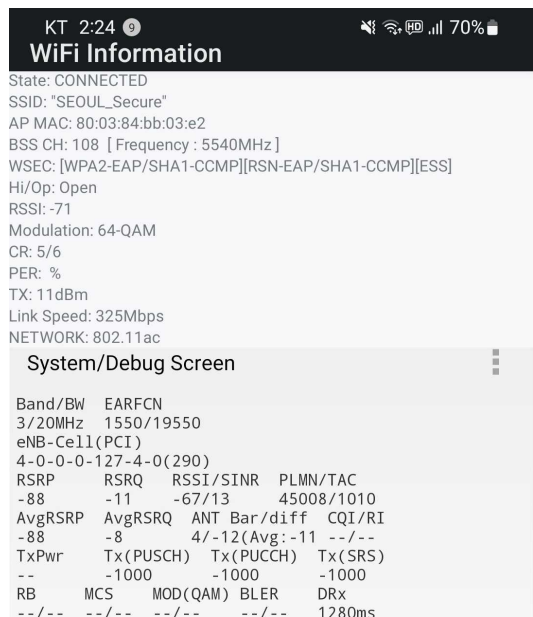 KT 2:24 9 HD 70%
WiFi Information
State: CONNECTED
SSID: "SEOUL_Secure"
AP MAC: 80:03:84:bb:03:e2
BSS CH: 108 [ Frequency : 5540MHz ]
WSEC: [WPA2-EAP/SHA1-CCMP][RSN-EAP/SHA1-CCMP][ESS]
Hi/Op: Open
RSSI: -71
Modulation: 64-QAM
CR: 5/6
PER: %
TX: 11dBm
Link Speed: 325Mbps
NETWORK: 802.11ac
System/Debug Screen
Band/BW EARFCN
3/20MHz 1550/19550
eNB-Cell(PCI)
4-0-0-0-127-4-0(290)
RSRP RSRQ RSSI/SINR PLMN/TAC
-88 -11 -67/13 45008/1010
AvgRSRP AvgRSRQ ANT Bar/diff CQI/RI
-88 -8 4/-12(Avg:-11 --/--
TxPwr Tx(PUSCH) Tx(PUCCH) Tx(SRS)
-- -1000 -1000 -1000
RB MCS MOD(QAM) BLER DRx
--/-- --/-- --/-- --/-- 1280ms